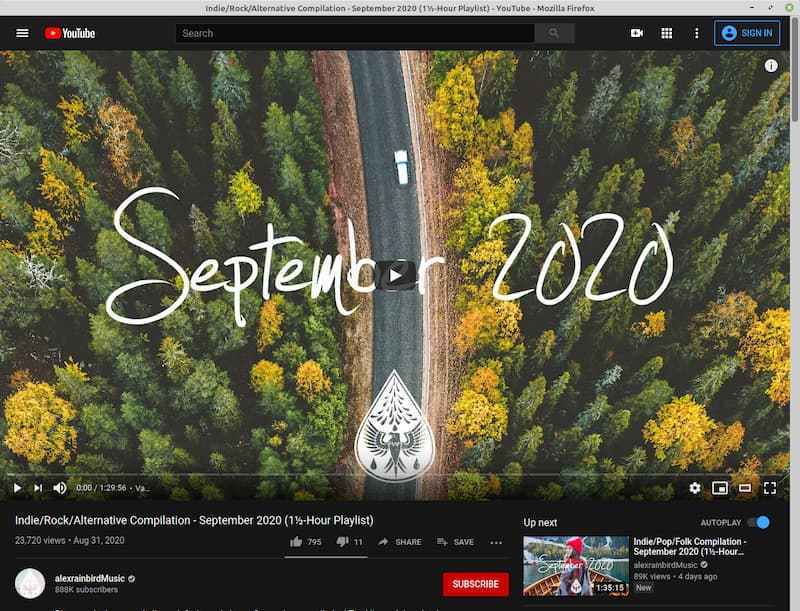 Indie/Rock/Alternative Compilation - September 2020 (1½-Hour Playlist) - YouTube - Mozilla Firefox
YouTube
Search
SIGN IN
September 2020
0:00 / 1:29:56 • Va...
Indie/Rock/Alternative Compilation - September 2020 (1½-Hour Playlist)
23,720 views • Aug 31, 2020
795
11
SHARE
SAVE
alexrainbirdMusic
888K subscribers
SUBSCRIBE
Up next
AUTOPLAY
September 2020
1:35:15
Indie/Pop/Folk Compilation -
September 2020 (1½-Hour...
alexrainbirdMusic
89K views • 4 days ago
New